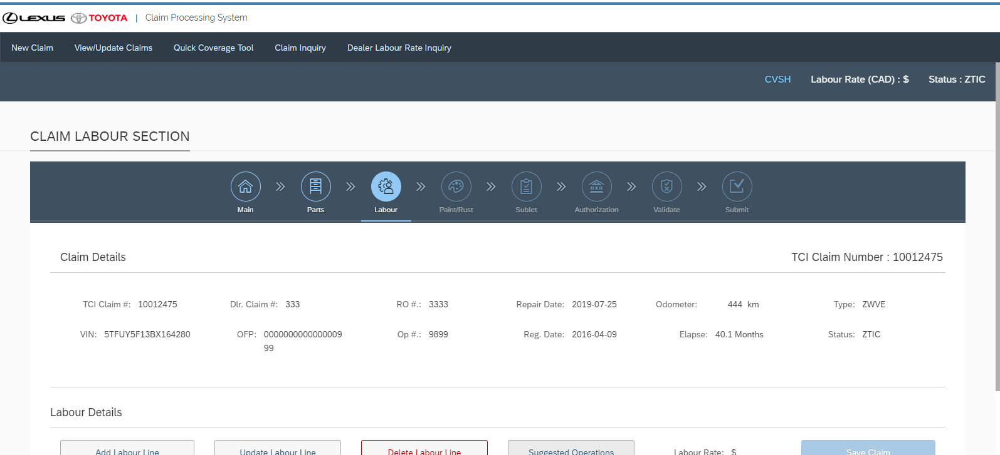 LEXUS TOYOTA | Claim Processing System
New Claim View/Update Claims Quick Coverage Tool Claim Inquiry Dealer Labour Rate Inquiry
CVSH Labour Rate (CAD) : $ Status : ZTIC
CLAIM LABOUR SECTION
Main Parts Labour Paint/Rust Sublet Authorization Validate Submit
Claim Details TCI Claim Number : 10012475
TCI Claim #: 10012475 Dlr. Claim #: 333 RO #.: 3333 Repair Date: 2019-07-25 Odometer: 444 km Type: ZWVE
VIN: 5TFUY5F13BX164280 OFP: 0000000000000009 Op #.: 9899 Reg. Date: 2016-04-09 Elapse: 40.1 Months Status: ZTIC
99
Labour Details
Add Labour Line Update Labour Line Delete Labour Line Suggested Operations Labour Rate: $ Save Claim